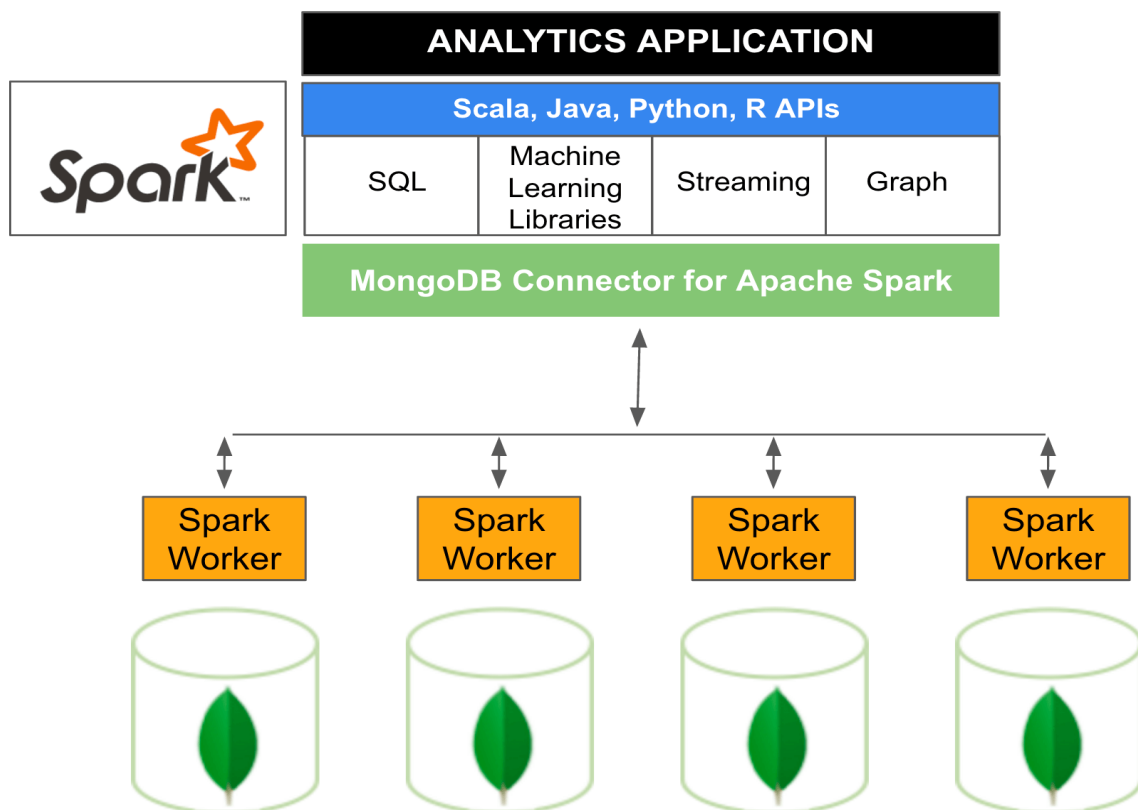 ANALYTICS APPLICATION
Spark™
Scala, Java, Python, R APIs
SQL
Machine
Learning
Libraries
Streaming
Graph
MongoDB Connector for Apache Spark
Spark
Worker
Spark
Worker
Spark
Worker
Spark
Worker